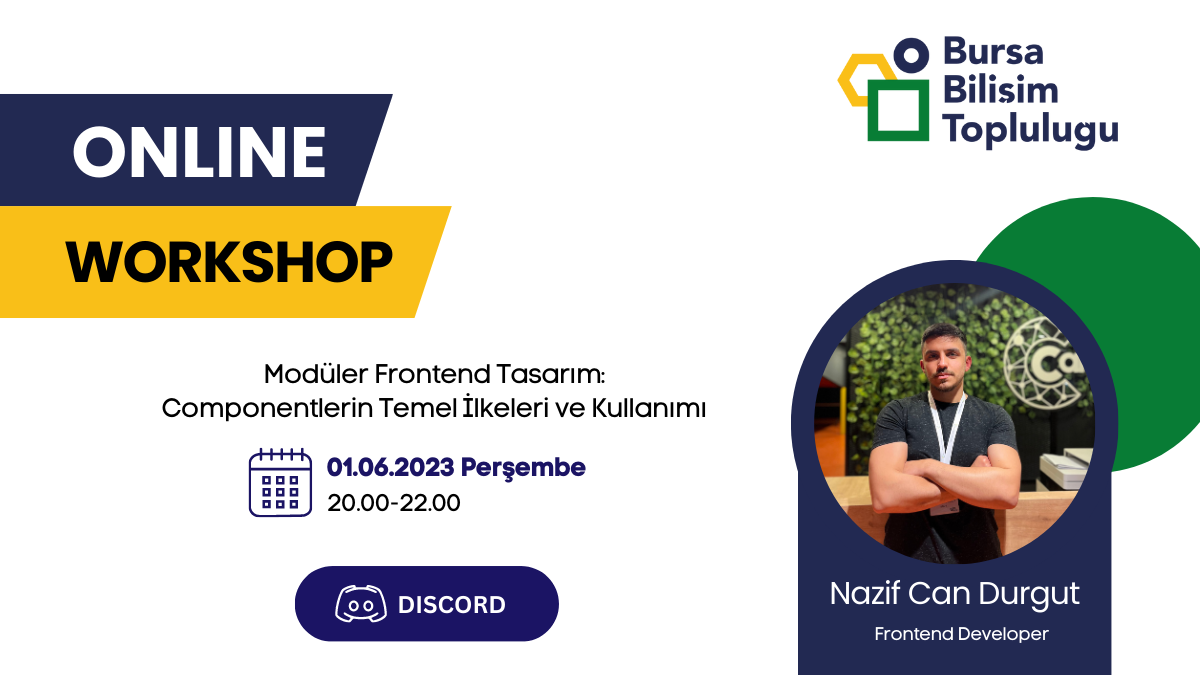 ONLINE
WORKSHOP
Bursa
Bilisim
Toplulugu
Modüler Frontend Tasarım:
Componentlerin Temel İlkeleri ve Kullanımı
01.06.2023 Perşembe
20.00-22.00
DISCORD
Ca
Nazif Can Durgut
Frontend Developer